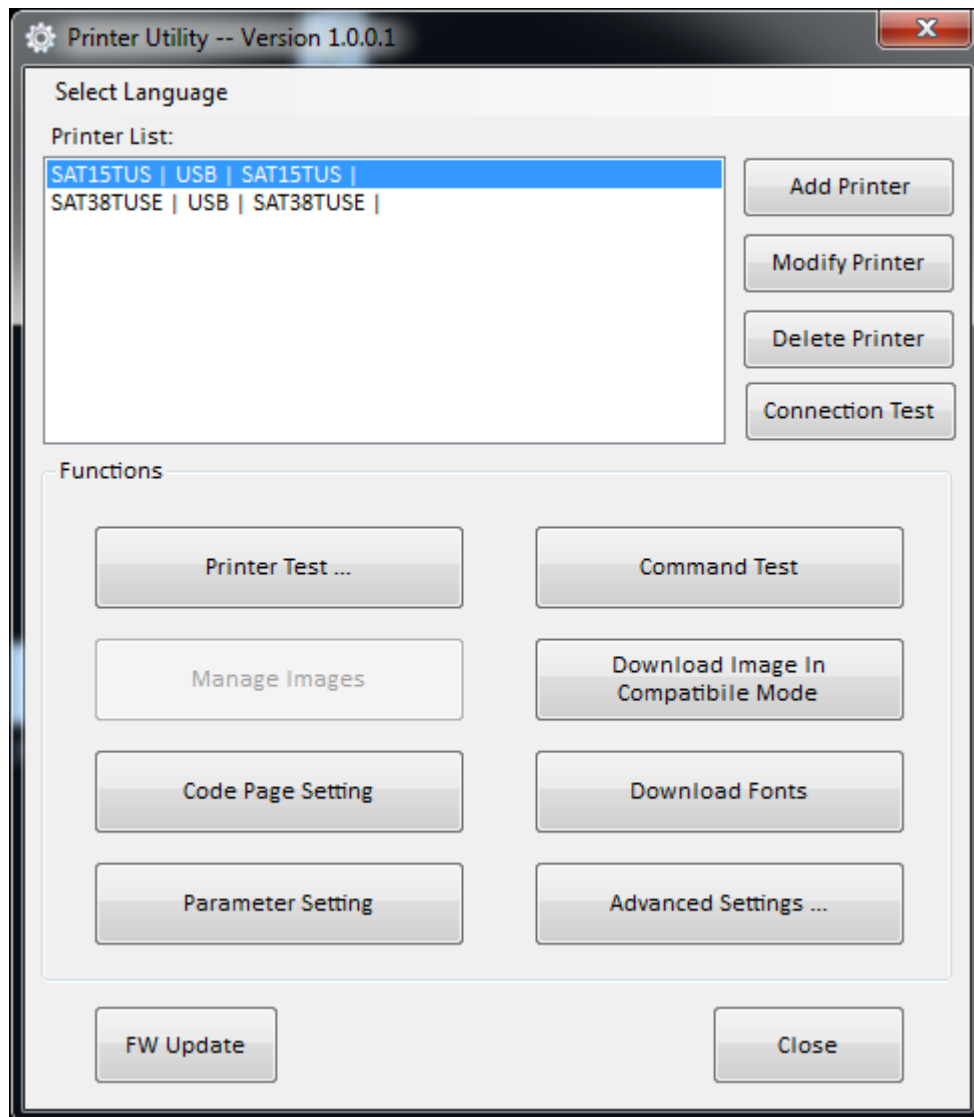 Printer Utility -- Version 1.0.0.1
Select Language
Printer List:
SAT15TUS | USB | SAT15TUS |
SAT38TUSE | USB | SAT38TUSE |
Add Printer
Modify Printer
Delete Printer
Connection Test
Functions
Printer Test ...
Command Test
Manage Images
Download Image In
Compatibile Mode
Code Page Setting
Download Fonts
Parameter Setting
Advanced Settings ...
FW Update
Close